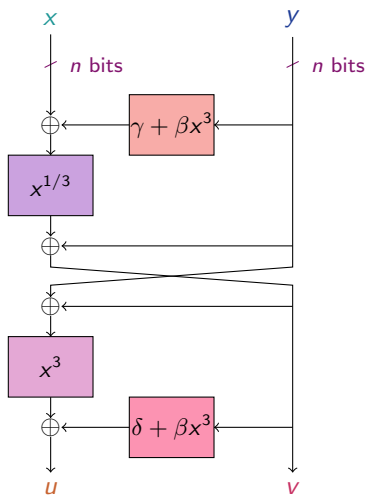 x y
n bits n bits
γ + βx³
x^{1/3}
x³
δ + βx³
u v